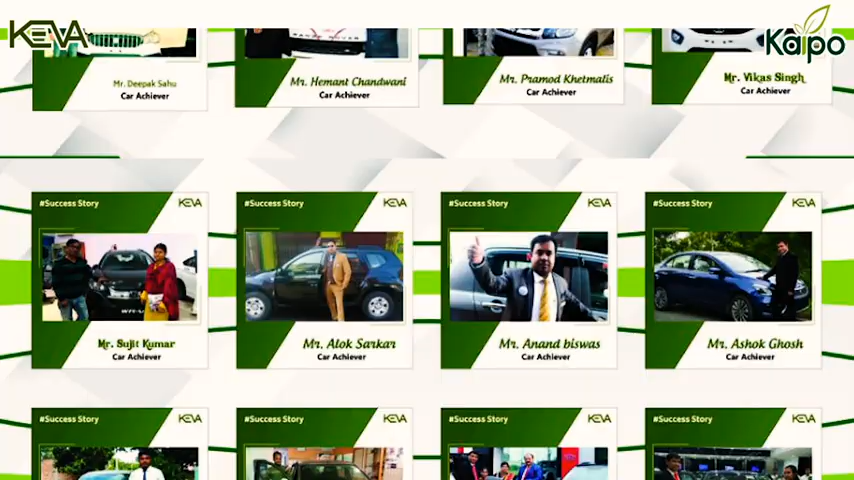 KEVA
Kaipo
Mr. Deepak Sahu
Car Achiever
Mr. Hemant Chandwani
Car Achiever
Mr. Pramod Khetmalis
Car Achiever
Mr. Vikas Singh
Car Achiever
#Success Story
KEVA
Mr. Sujit Kumar
Car Achiever
#Success Story
KEVA
Mr. Alok Sarkar
Car Achiever
#Success Story
KEVA
Mr. Anand biswas
Car Achiever
#Success Story
KEVA
Mr. Ashok Ghosh
Car Achiever
#Success Story
KEVA
#Success Story
KEVA
#Success Story
KEVA
#Success Story
KEVA